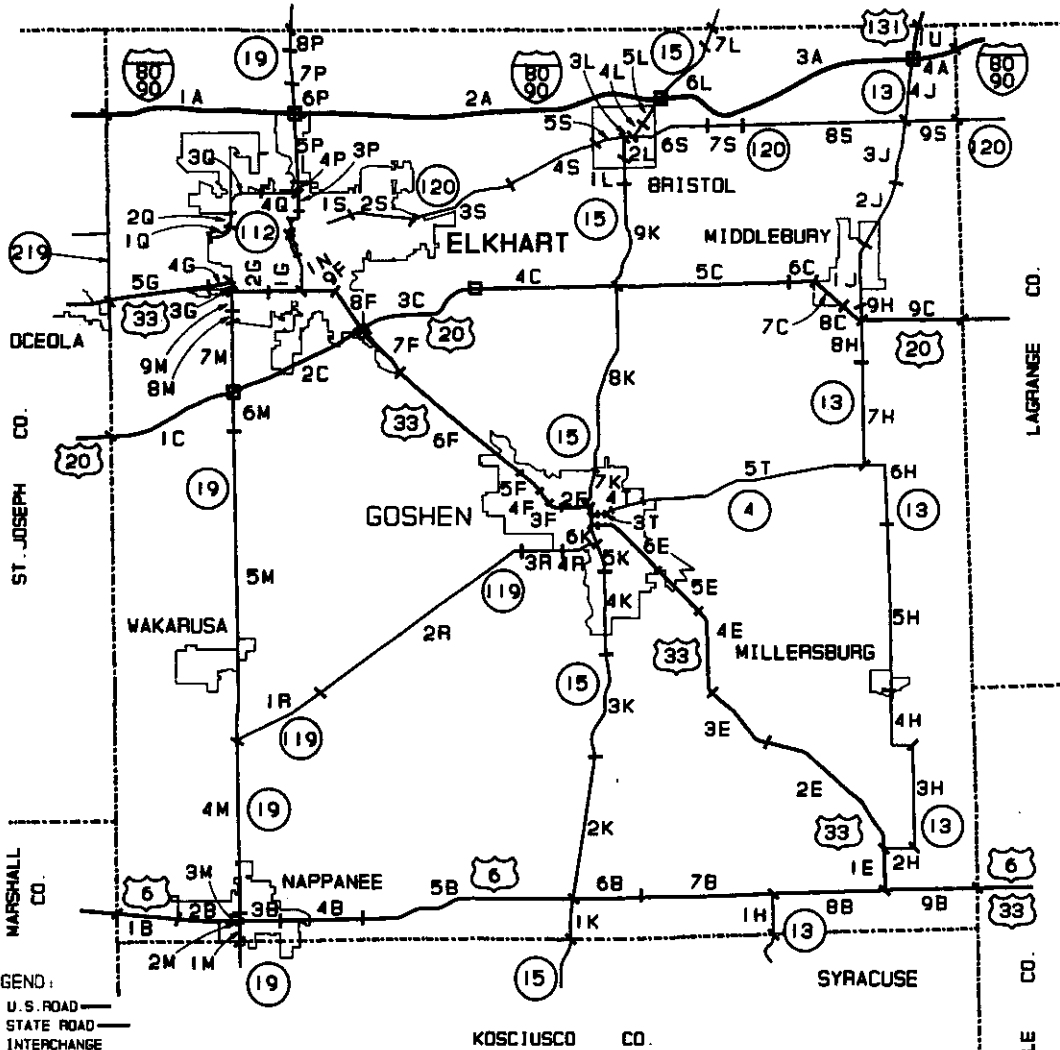 8P
19
15
7L
131
1U
5L
3L
4L
80
90
7P
80
90
3A
80
90
4A
1A
6P
2A
6L
13
4J
5S
5P
3P
3Q
4P
4S
2L
6S
7S
120
8S
9S
120
3J
120
1L
BRISTOL
4Q
1S
2S
3S
2J
2Q
112
15
1Q
ELKHART
9K
MIDDLEBURY
219
4G
2G
1G
1N
9F
5G
4C
5C
6C
1J
33
3G
8F
3C
9H
9C
OCEOLA
20
7C
8C
9M
7M
7F
20
8M
2C
8H
8K
6M
33
13
LAGRANGE CO.
1C
6F
7H
20
15
ST. JOSEPH CO.
19
5T
6H
5F
7K
4T
4F
2F
3F
4
13
GOSHEN
3T
6K
6E
3R
4R
5K
119
5M
5E
4K
5H
2R
4E
WAKARUSA
33
MILLERSBURG
15
1R
3K
4H
119
3E
4M
19
3H
2E
2K
33
13
MARSHALL CO.
3M
NAPPANEE
1E
2H
6
6
5B
6
6B
7B
33
2B
3B
4B
8B
9B
1B
1K
1H
13
2M
1M
19
15
SYRACUSE
GEND:
U.S. ROAD
STATE ROAD
INTERCHANGE
KOSCIUSCO CO.
LE CO.